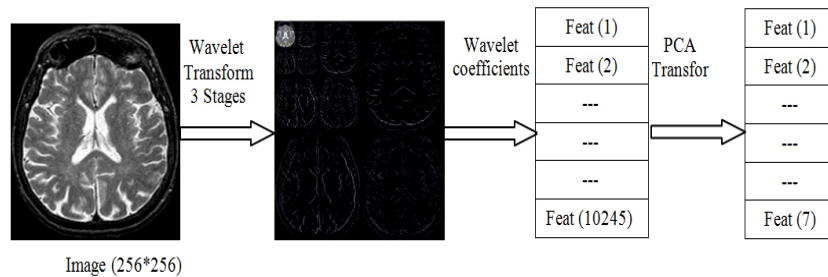 Wavelet
Transform
3 Stages
Wavelet
coefficients
Feat (1)
Feat (2)
---
---
---
Feat (10245)
PCA
Transfor
Feat (1)
Feat (2)
---
---
---
Feat (7)
Image (256*256)